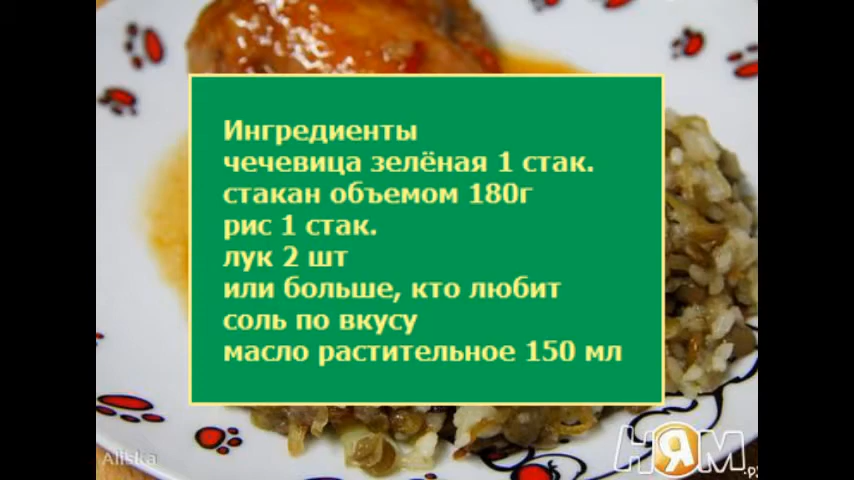 Ингредиенты
чечевица зелёная 1 стак.
стакан объемом 180г
рис 1 стак.
лук 2 шт
или больше, кто любит
соль по вкусу
масло растительное 150 мл
Aliska
НЯМ.р